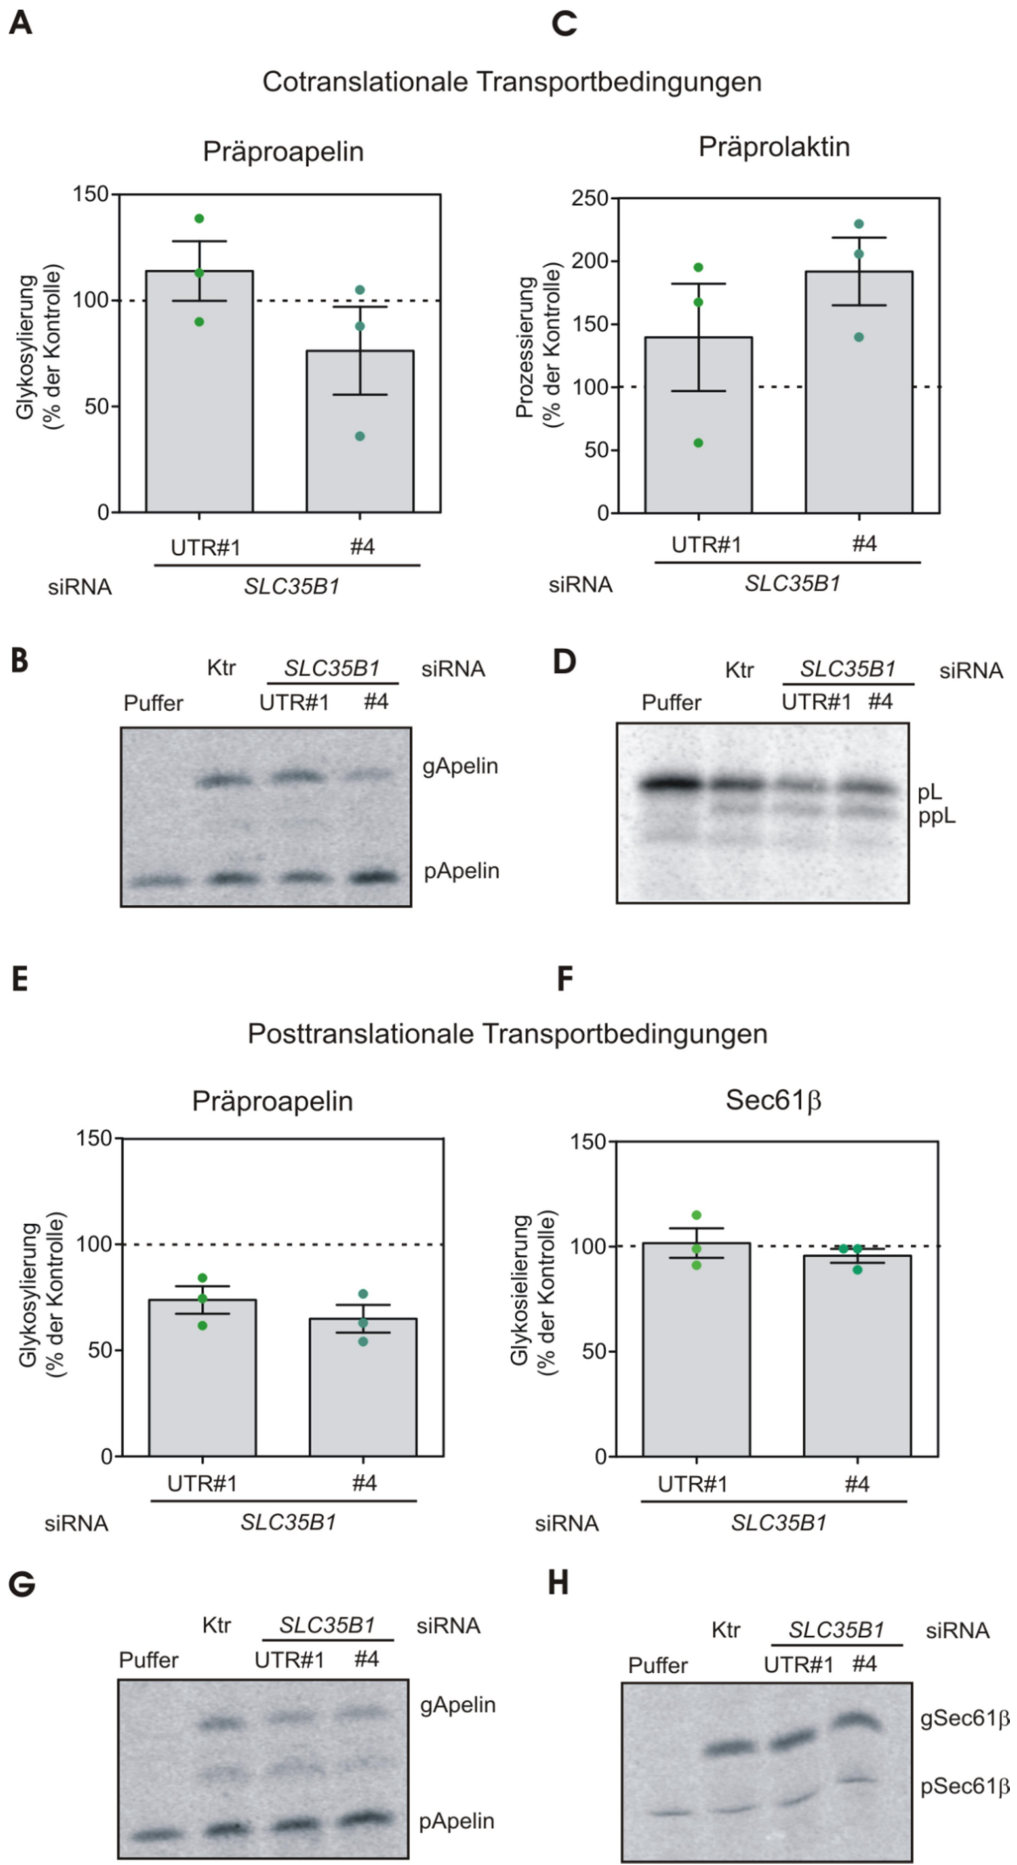 A
C
Cotranslationale Transportbedingungen
Präproapelin
Glykosylierung
(% der Kontrolle)
150
100
50
0
UTR#1 #4
siRNA SLC35B1
Präprolaktin
Prozessierung
(% der Kontrolle)
250
200
150
100
50
0
UTR#1 #4
siRNA SLC35B1
B
Ktr SLC35B1 siRNA
Puffer UTR#1 #4
gApelin
pApelin
D
Ktr SLC35B1 siRNA
Puffer UTR#1 #4
pL
ppL
E
F
Posttranslationale Transportbedingungen
Präproapelin
Glykosylierung
(% der Kontrolle)
150
100
50
0
UTR#1 #4
siRNA SLC35B1
Sec61β
Glykosielierung
(% der Kontrolle)
150
100
50
0
UTR#1 #4
siRNA SLC35B1
G
Ktr SLC35B1 siRNA
Puffer UTR#1 #4
gApelin
pApelin
H
Ktr SLC35B1 siRNA
Puffer UTR#1 #4
gSec61β
pSec61β